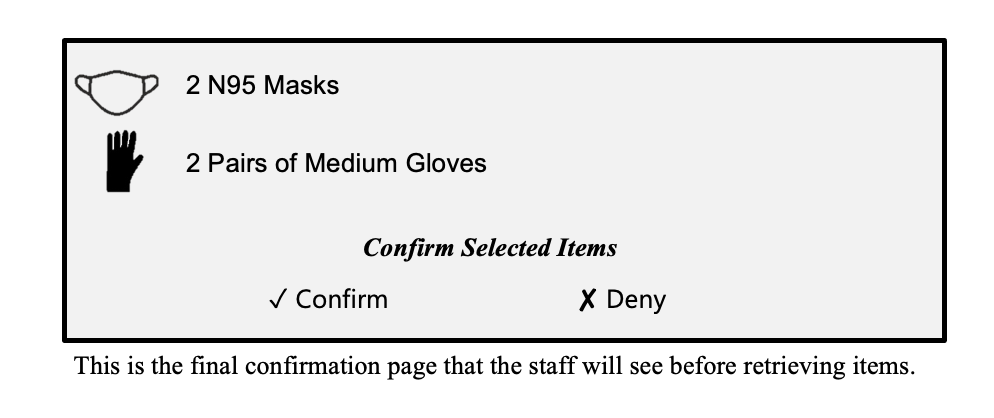 2 N95 Masks
2 Pairs of Medium Gloves
Confirm Selected Items
✓ Confirm ✗ Deny
This is the final confirmation page that the staff will see before retrieving items.